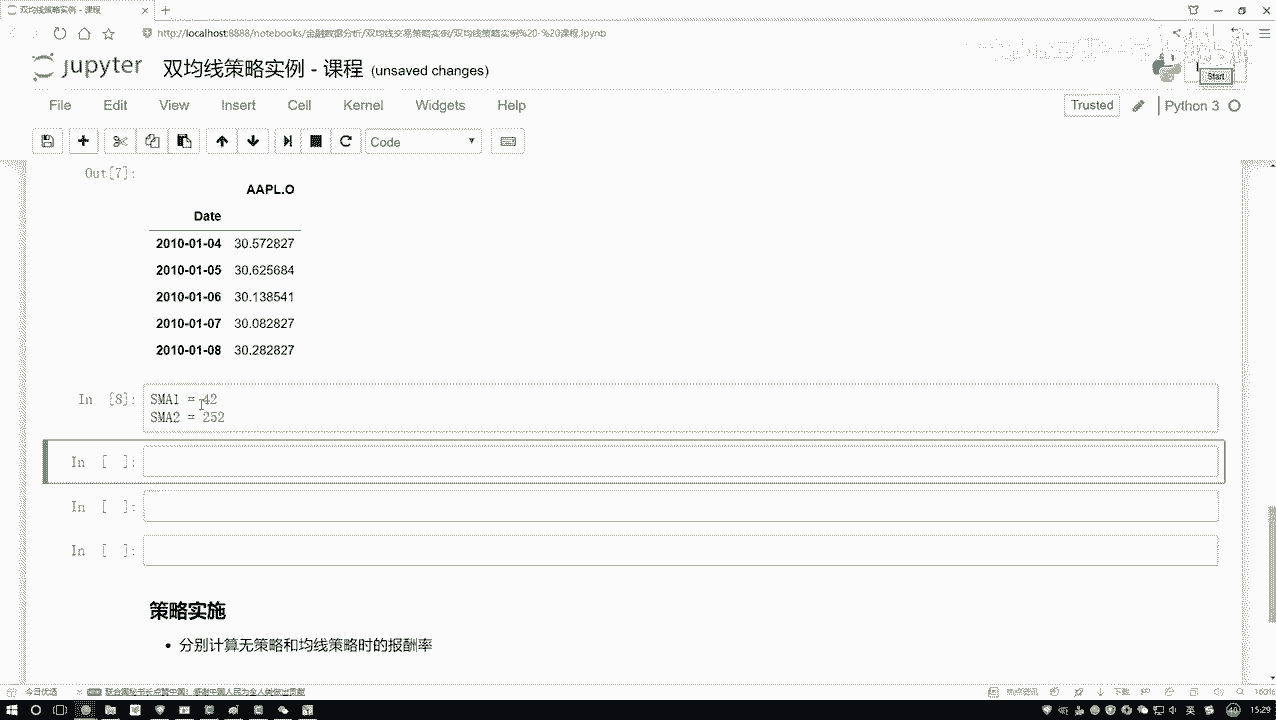 双均线策略实例 - 课程
http://localhost:8888/notebooks/金融数据分析/双均线交易策略实例/双均线策略实例%20-%20课程.ipynb
jupyter 双均线策略实例 - 课程 (unsaved changes)
Start
File Edit View Insert Cell Kernel Widgets Help
Trusted Python 3
Code
Out[7]:
AAPL.O
Date
2010-01-04 30.572827
2010-01-05 30.625684
2010-01-06 30.138541
2010-01-07 30.082827
2010-01-08 30.282827
In [8]: SMA1 = 42
SMA2 = 252
In [ ]:
In [ ]:
In [ ]:
策略实施
• 分别计算无策略和均线策略时的报酬率
今日优选
热点资讯 下载 160%
英 15:29